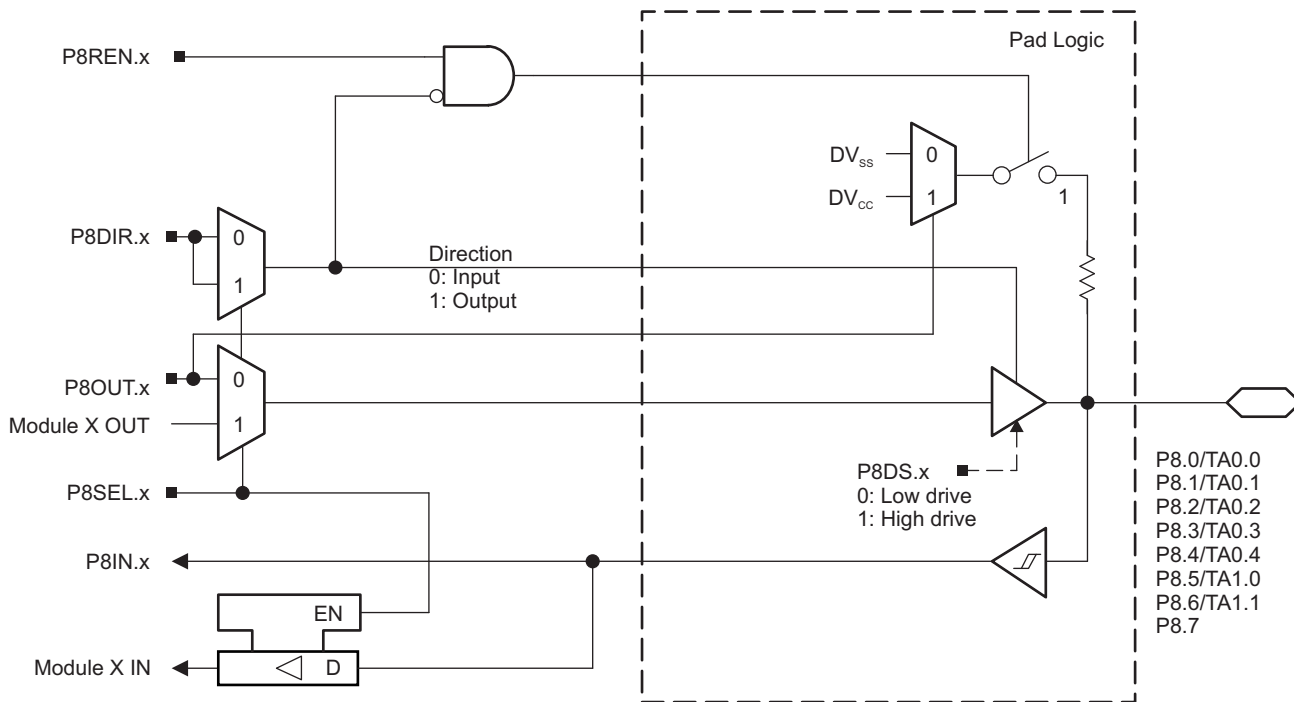 Pad Logic
P8REN.x
DVss
0
DVcc
1
1
P8DIR.x
0
1
Direction
0: Input
1: Output
P8OUT.x
0
Module X OUT
1
P8SEL.x
P8DS.x
0: Low drive
1: High drive
P8IN.x
EN
Module X IN
D
P8.0/TA0.0
P8.1/TA0.1
P8.2/TA0.2
P8.3/TA0.3
P8.4/TA0.4
P8.5/TA1.0
P8.6/TA1.1
P8.7